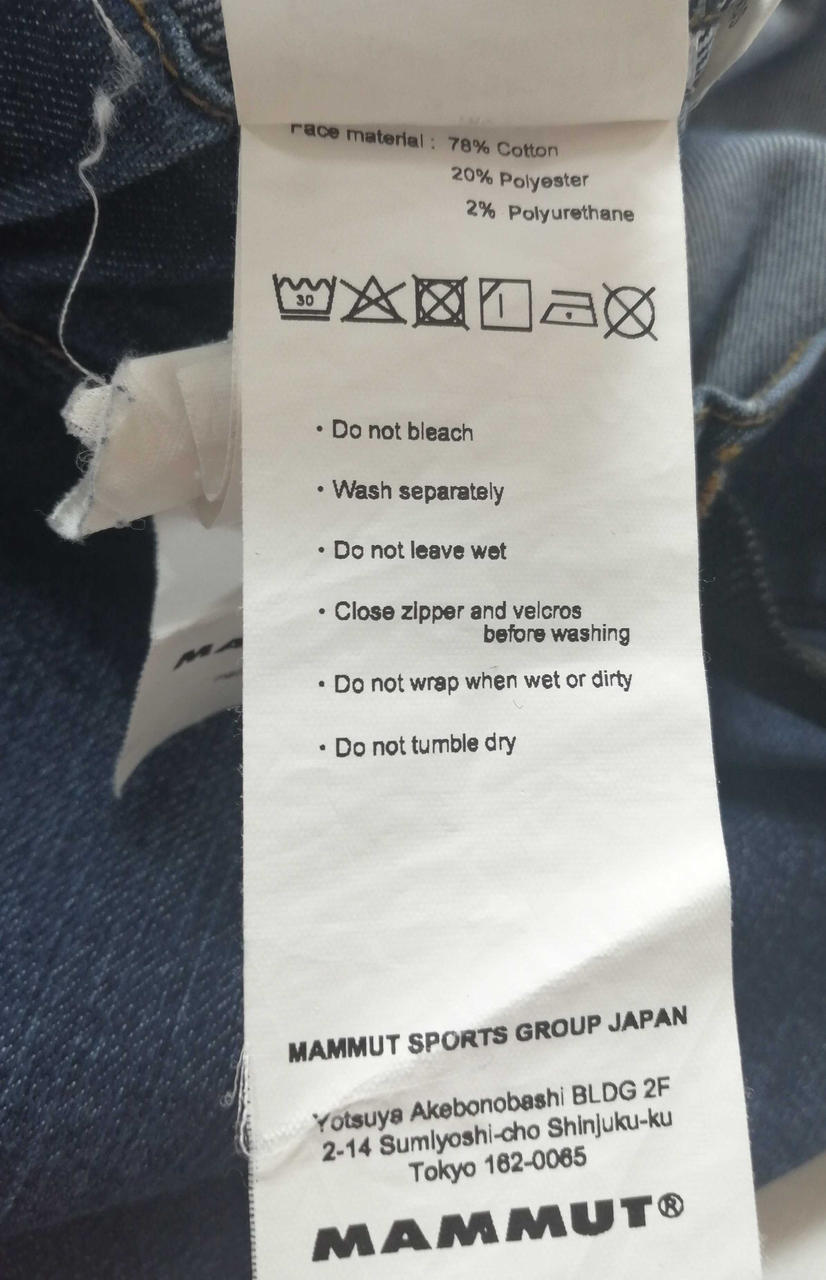 Face material : 78% Cotton
20% Polyester
2% Polyurethane
30
• Do not bleach
• Wash separately
• Do not leave wet
• Close zipper and velcros
before washing
• Do not wrap when wet or dirty
• Do not tumble dry
MAMMUT SPORTS GROUP JAPAN
Yotsuya Akebonobashi BLDG 2F
2-14 Sumiyoshi-cho Shinjuku-ku
Tokyo 162-0065
MAMMUT®
MA